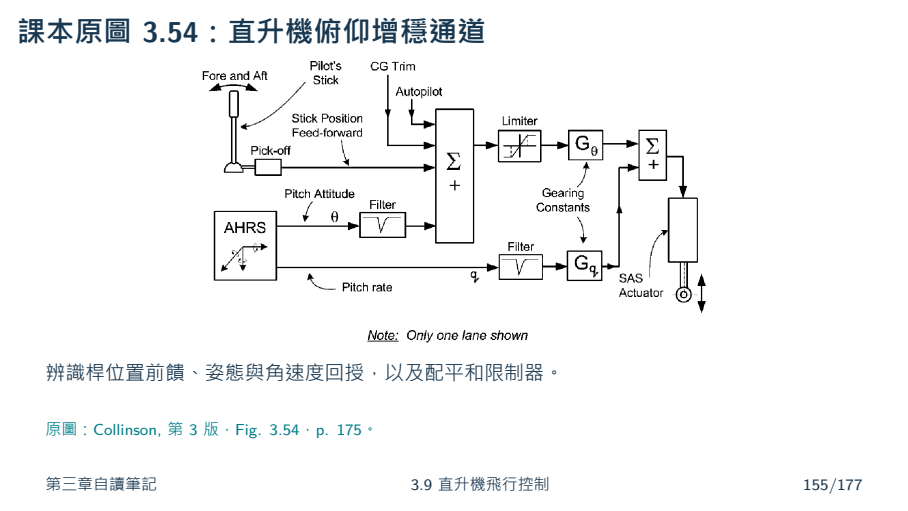 課本原圖 3.54：直升機俯仰增穩通道
Fore and Aft
Pilot's
Stick
CG Trim
Autopilot
Stick Position
Feed-forward
Limiter
Pick-off
Σ
+
Gθ
Σ
+
Pitch Attitude
Gearing
Constants
AHRS
θ
Filter
Filter
Gq
q
Pitch rate
SAS
Actuator
Note: Only one lane shown
辨識桿位置前饋、姿態與角速度回授，以及配平和限制器。
原圖：Collinson, 第 3 版，Fig. 3.54，p. 175。
第三章自讀筆記
3.9 直升機飛行控制
155/177